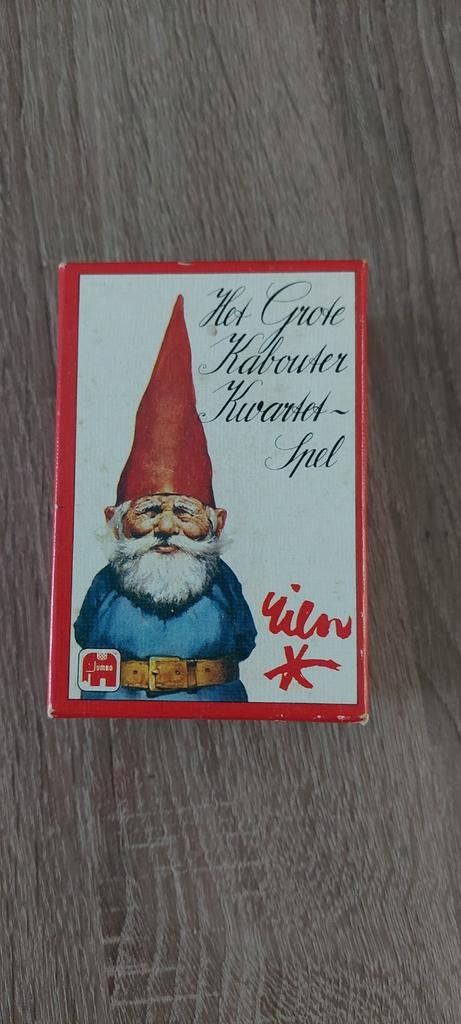 Het Grote
Kabouter
Kwartet~
Spel
Rien
JUMBO